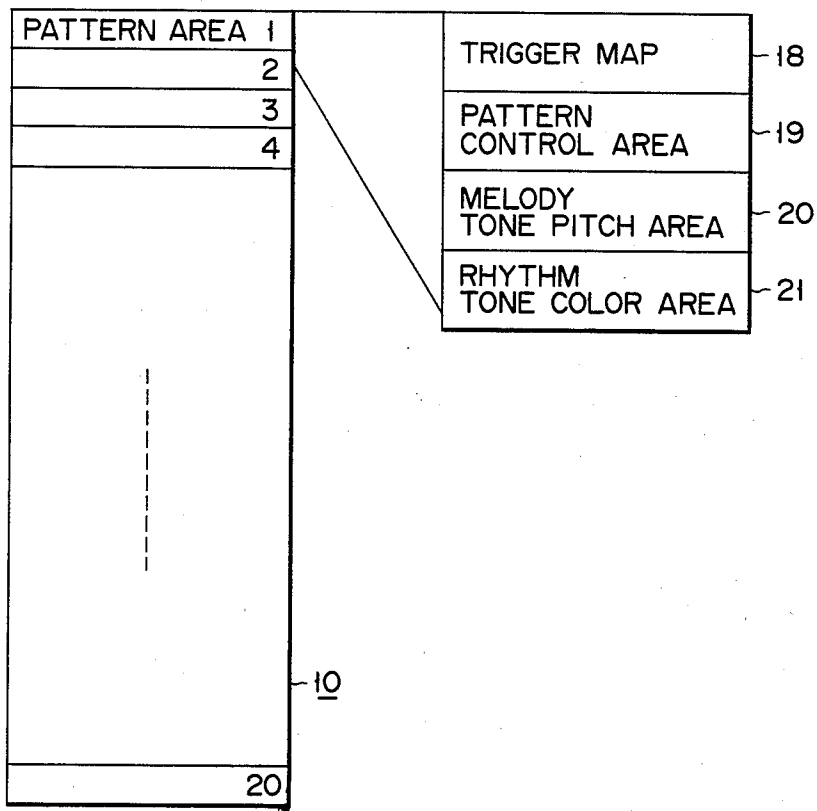 PATTERN AREA 1
2
3
4
20
10
TRIGGER MAP
18
PATTERN
CONTROL AREA
19
MELODY
TONE PITCH AREA
20
RHYTHM
TONE COLOR AREA
21